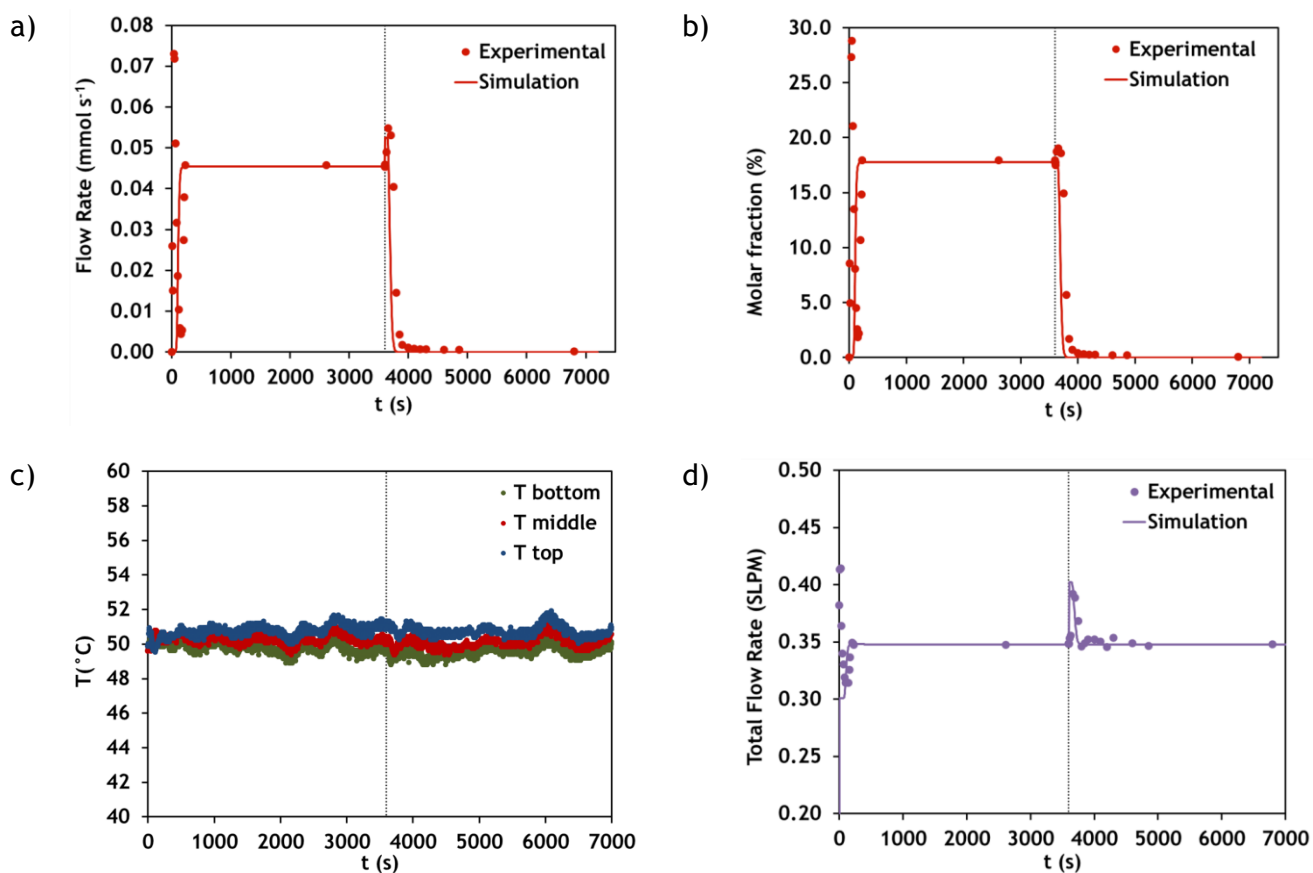 a)
0.08
0.07
0.06
0.05
0.04
0.03
0.02
0.01
0.00
Flow Rate (mmol s⁻¹)
Experimental
Simulation
0 1000 2000 3000 4000 5000 6000 7000
t (s)
b)
30.0
25.0
20.0
15.0
10.0
5.0
0.0
Molar fraction (%)
Experimental
Simulation
0 1000 2000 3000 4000 5000 6000 7000
t (s)
c)
60
58
56
54
52
50
48
46
44
42
40
T(°C)
T bottom
T middle
T top
0 1000 2000 3000 4000 5000 6000 7000
t (s)
d)
0.50
0.45
0.40
0.35
0.30
0.25
0.20
Total Flow Rate (SLPM)
Experimental
Simulation
0 1000 2000 3000 4000 5000 6000 7000
t (s)